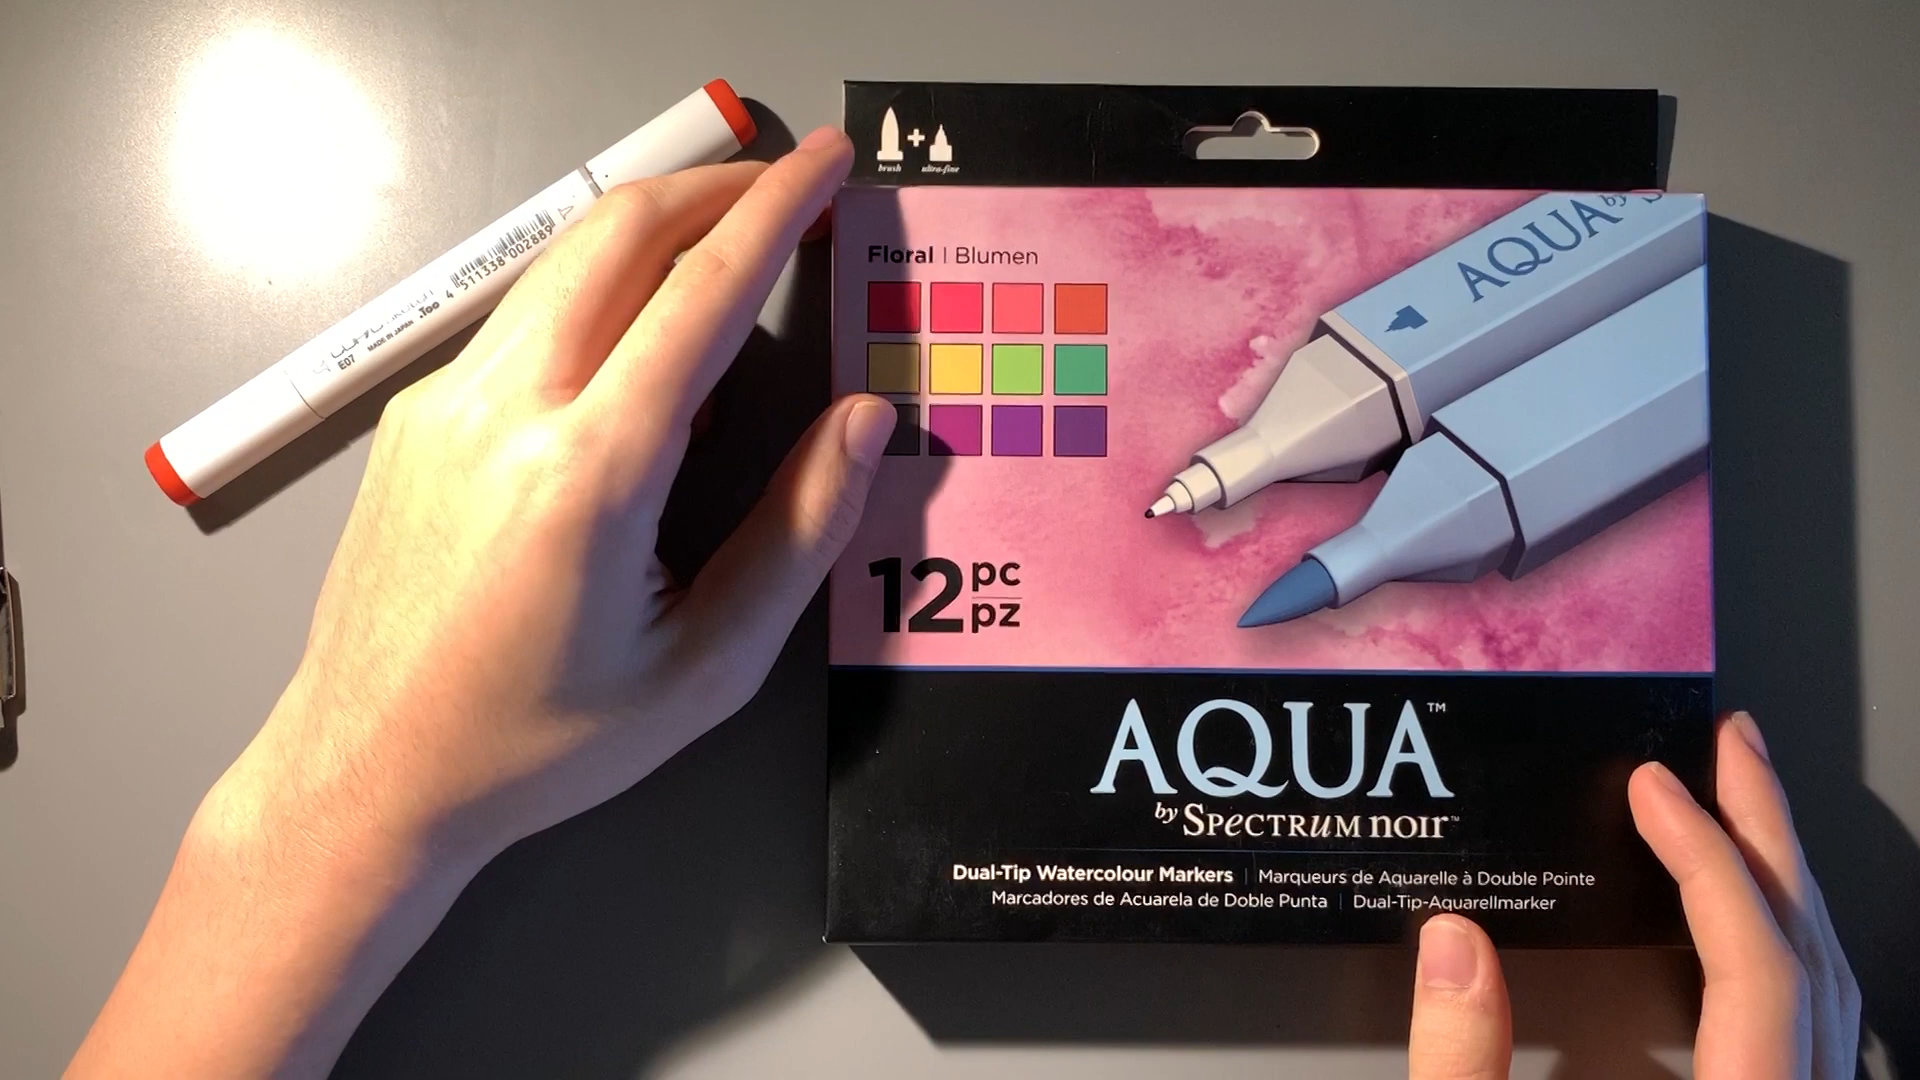 4 511338 002889
.Too
MADE IN JAPAN
E07
brush + ultra-fine
Floral | Blumen
12 pc
pz
AQUA by S
AQUA™
by SPECTRUM NOIR™
Dual-Tip Watercolour Markers | Marqueurs de Aquarelle à Double Pointe
Marcadores de Acuarela de Doble Punta | Dual-Tip-Aquarellmarker